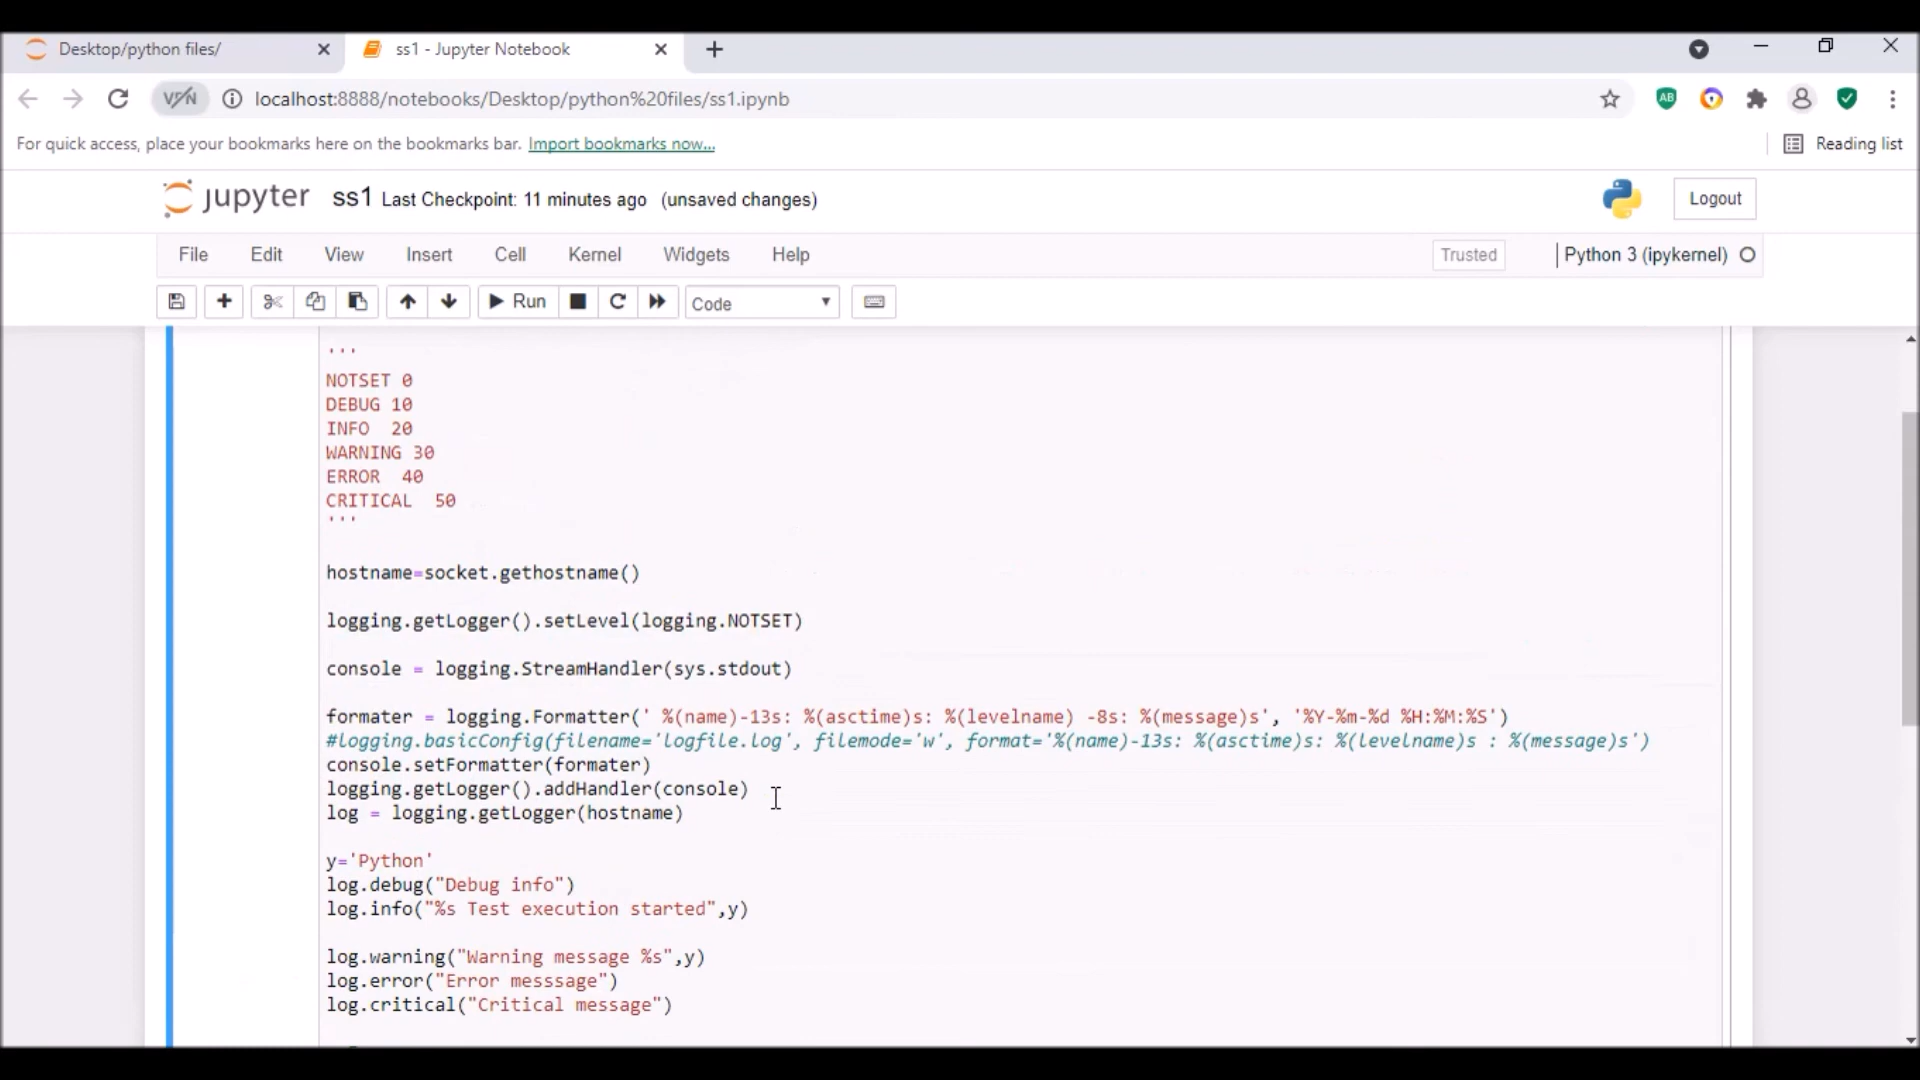 Desktop/python files/
ss1 - Jupyter Notebook
VPN
localhost:8888/notebooks/Desktop/python%20files/ss1.ipynb
AB
For quick access, place your bookmarks here on the bookmarks bar. Import bookmarks now...
Reading list
jupyter ss1 Last Checkpoint: 11 minutes ago (unsaved changes)
Logout
File Edit View Insert Cell Kernel Widgets Help
Trusted
Python 3 (ipykernel)
Run
Code
'''
NOTSET 0
DEBUG 10
INFO  20
WARNING 30
ERROR  40
CRITICAL  50
'''
hostname=socket.gethostname()
logging.getLogger().setLevel(logging.NOTSET)
console = logging.StreamHandler(sys.stdout)
formater = logging.Formatter(' %(name)-13s: %(asctime)s: %(levelname) -8s: %(message)s', '%Y-%m-%d %H:%M:%S')
#logging.basicConfig(filename='logfile.log', filemode='w', format='%(name)-13s: %(asctime)s: %(levelname)s : %(message)s')
console.setFormatter(formater)
logging.getLogger().addHandler(console)
log = logging.getLogger(hostname)
y='Python'
log.debug("Debug info")
log.info("%s Test execution started",y)
log.warning("Warning message %s",y)
log.error("Error messsage")
log.critical("Critical message")